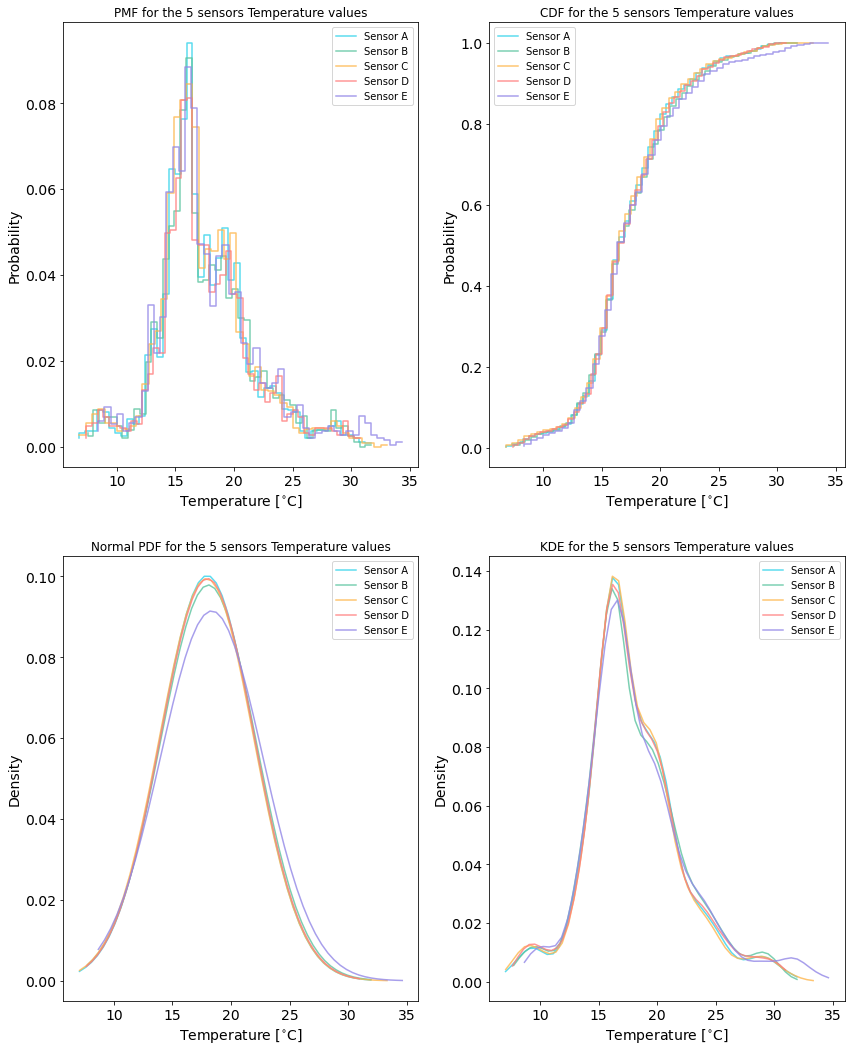 PMF for the 5 sensors Temperature values
Sensor A
Sensor B
Sensor C
Sensor D
Sensor E
0.08
0.06
0.04
0.02
0.00
Probability
10 15 20 25 30 35
Temperature [°C]
CDF for the 5 sensors Temperature values
Sensor A
Sensor B
Sensor C
Sensor D
Sensor E
1.0
0.8
0.6
0.4
0.2
0.0
Probability
10 15 20 25 30 35
Temperature [°C]
Normal PDF for the 5 sensors Temperature values
Sensor A
Sensor B
Sensor C
Sensor D
Sensor E
0.10
0.08
0.06
0.04
0.02
0.00
Density
10 15 20 25 30 35
Temperature [°C]
KDE for the 5 sensors Temperature values
Sensor A
Sensor B
Sensor C
Sensor D
Sensor E
0.14
0.12
0.10
0.08
0.06
0.04
0.02
0.00
Density
10 15 20 25 30 35
Temperature [°C]